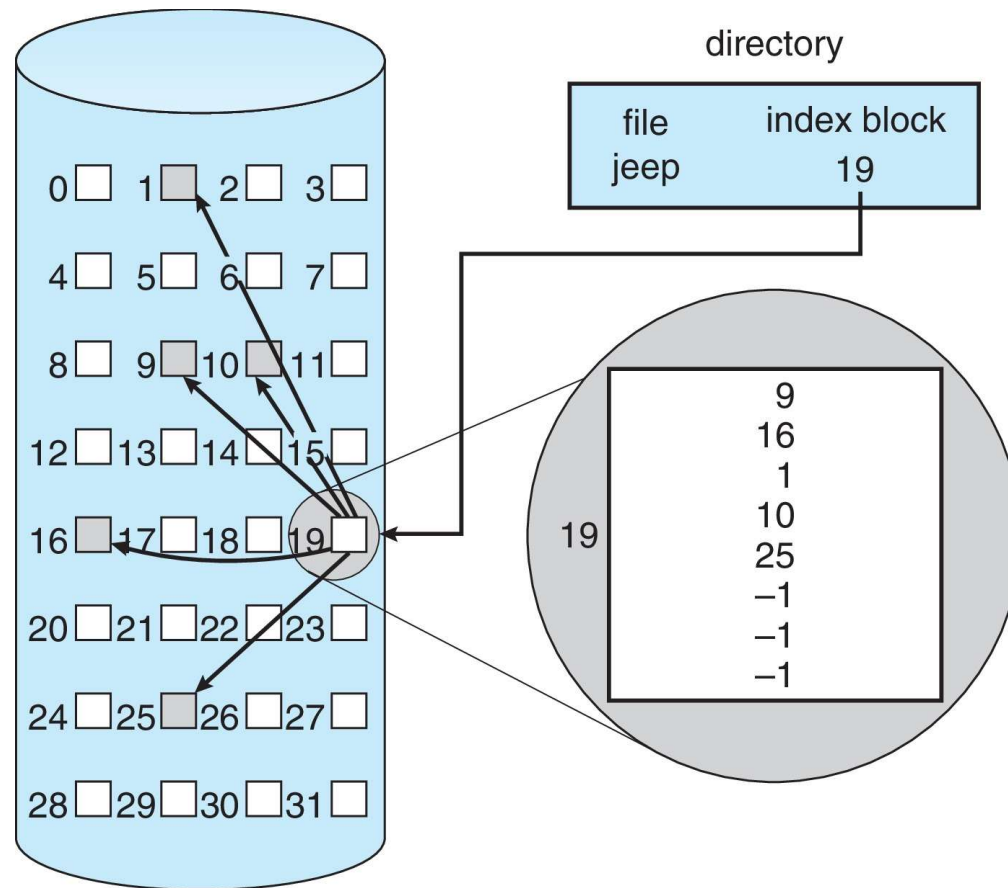 directory
file index block
jeep 19
0 1 2 3
4 5 6 7
8 9 10 11
12 13 14 15
16 17 18 19
20 21 22 23
24 25 26 27
28 29 30 31
19
9
16
1
10
25
–1
–1
–1